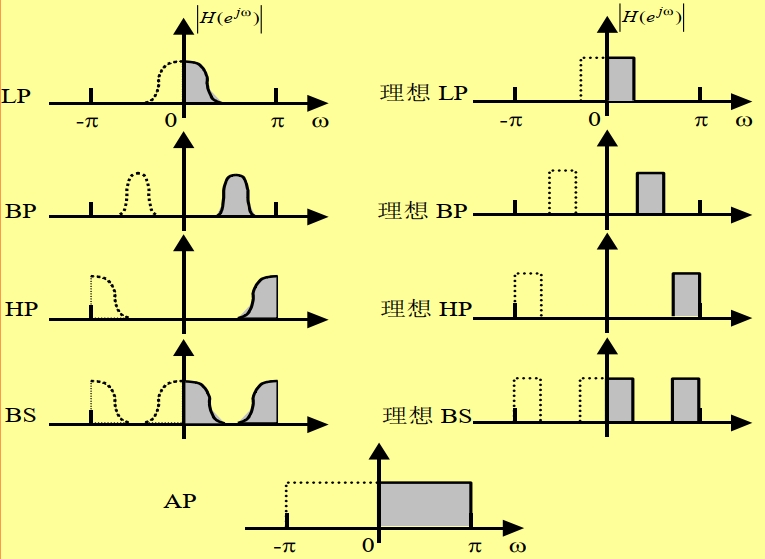 |H(e^{jω})|
LP
-π 0 π ω
BP
HP
BS
|H(e^{jω})|
理想 LP
-π 0 π ω
理想 BP
理想 HP
理想 BS
AP
-π 0 π ω